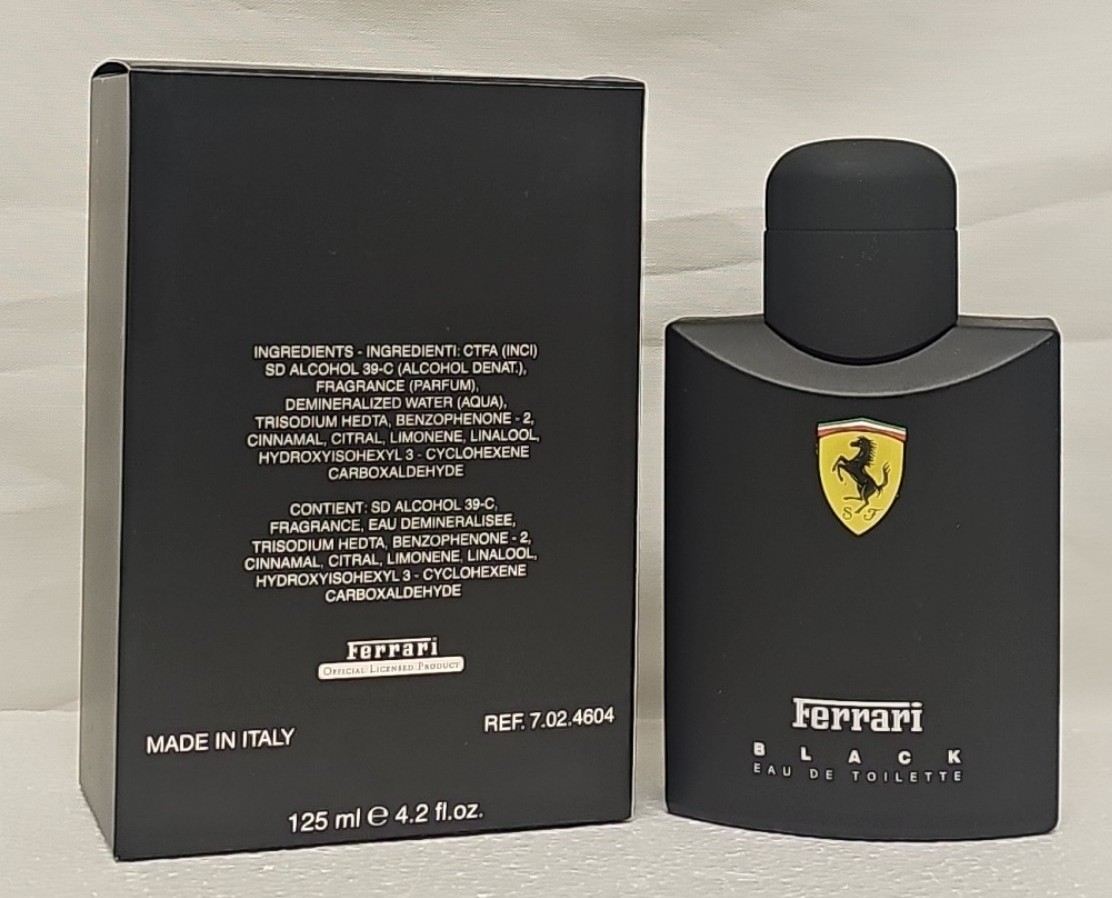 INGREDIENTS - INGREDIENTI: CTFA (INCI)
SD ALCOHOL 39-C (ALCOHOL DENAT.),
FRAGRANCE (PARFUM),
DEMINERALIZED WATER (AQUA),
TRISODIUM HEDTA, BENZOPHENONE - 2,
CINNAMAL, CITRAL, LIMONENE, LINALOOL,
HYDROXYISOHEXYL 3 - CYCLOHEXENE
CARBOXALDEHYDE
CONTIENT: SD ALCOHOL 39-C,
FRAGRANCE, EAU DEMINERALISEE,
TRISODIUM HEDTA, BENZOPHENONE - 2,
CINNAMAL, CITRAL, LIMONENE, LINALOOL,
HYDROXYISOHEXYL 3 - CYCLOHEXENE
CARBOXALDEHYDE
Ferrari
OFFICIAL LICENSED PRODUCT
MADE IN ITALY
REF. 7.02.4604
125 ml ℮ 4.2 fl.oz.
S F
Ferrari
BLACK
EAU DE TOILETTE